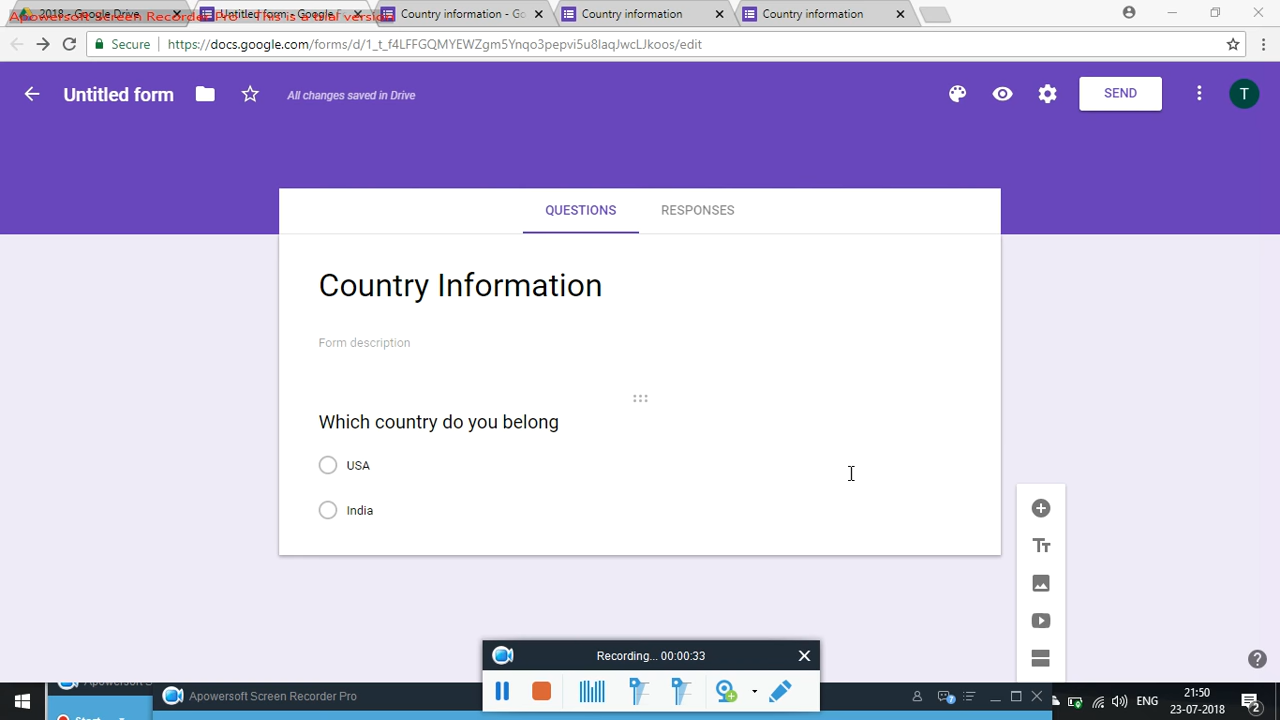 2018 - Google Drive
Untitled form - Google F
Country information - Go
Country information
Country information
Apowersoft Screen Recorder Pro - This is a trial version
Secure
https://docs.google.com/forms/d/1_t_f4LFFGQMYEWZgm5Ynqo3pepvi5u8laqJwcLJkoos/edit
Untitled form
All changes saved in Drive
SEND
T
QUESTIONS
RESPONSES
Country Information
Form description
Which country do you belong
USA
India
Recording... 00:00:33
Apowersoft Screen Recorder Pro
Start
ENG
21:50
23-07-2018
2